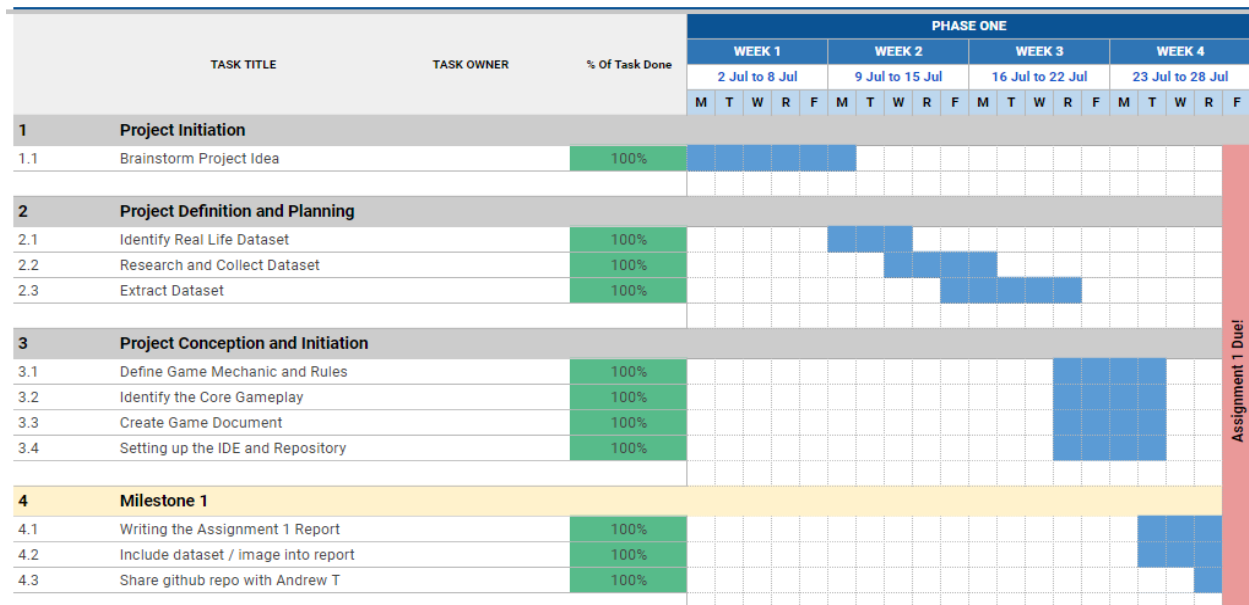 PHASE ONE
WEEK 1 WEEK 2 WEEK 3 WEEK 4
TASK TITLE TASK OWNER % Of Task Done
2 Jul to 8 Jul 9 Jul to 15 Jul 16 Jul to 22 Jul 23 Jul to 28 Jul
M T W R F M T W R F M T W R F M T W R F
1 Project Initiation
1.1 Brainstorm Project Idea 100%
2 Project Definition and Planning
2.1 Identify Real Life Dataset 100%
2.2 Research and Collect Dataset 100%
2.3 Extract Dataset 100%
3 Project Conception and Initiation
3.1 Define Game Mechanic and Rules 100%
3.2 Identify the Core Gameplay 100%
3.3 Create Game Document 100%
3.4 Setting up the IDE and Repository 100%
4 Milestone 1
4.1 Writing the Assignment 1 Report 100%
4.2 Include dataset / image into report 100%
4.3 Share github repo with Andrew T 100%
Assignment 1 Due!